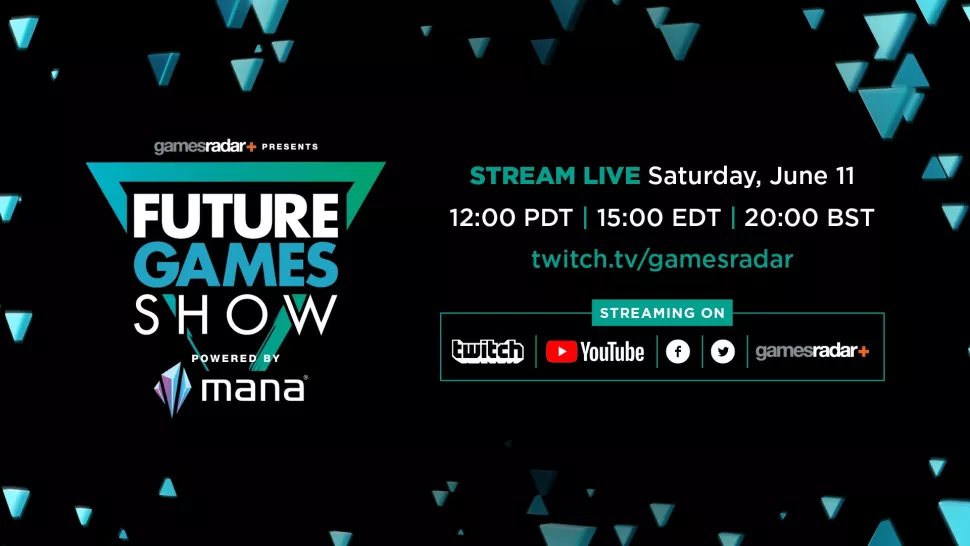 gamesradar+ PRESENTS
FUTURE
GAMES
SHOW
POWERED BY
mana®
STREAM LIVE Saturday, June 11
12:00 PDT | 15:00 EDT | 20:00 BST
twitch.tv/gamesradar
STREAMING ON
twitch | YouTube | f | | gamesradar+